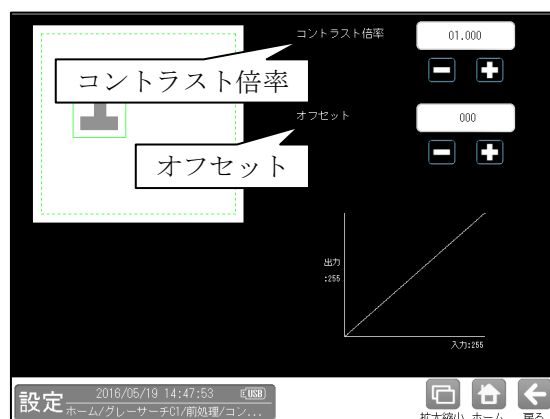 コントラスト倍率
01.000
コントラスト倍率
オフセット
000
オフセット
出力
:255
入力:255
設定
2016/05/19 14:47:53
USB
ホーム/グレーサーチC1/前処理/コン...
拡大縮小
ホーム
戻る